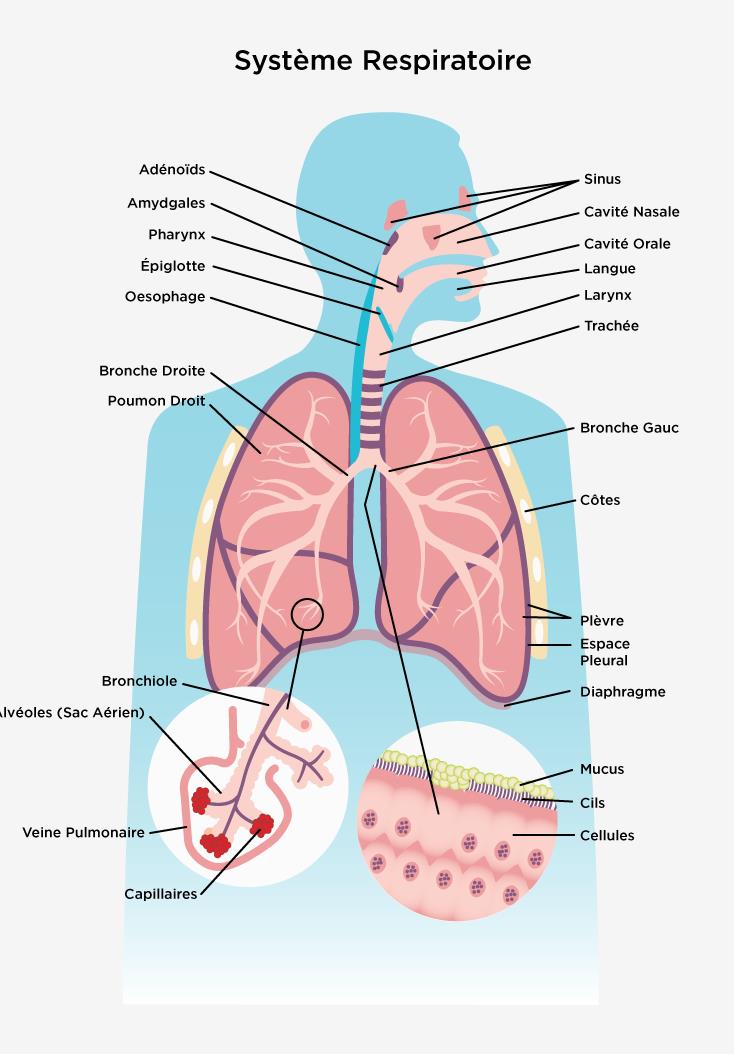 Système Respiratoire
Adénoïds
Amydgales
Pharynx
Épiglotte
Oesophage
Bronche Droite
Poumon Droit
Sinus
Cavité Nasale
Cavité Orale
Langue
Larynx
Trachée
Bronche Gauc
Côtes
Plèvre
Espace
Pleural
Diaphragme
Bronchiole
lvéoles (Sac Aérien)
Veine Pulmonaire
Capillaires
Mucus
Cils
Cellules